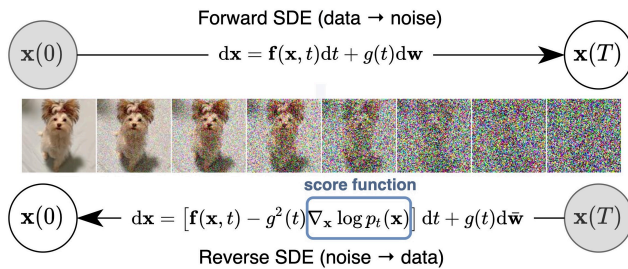 Forward SDE (data → noise)
x(0) dx = f(x, t)dt + g(t)dw x(T)
score function
x(0) dx = [f(x, t) − g²(t)∇ₓ log pₜ(x)] dt + g(t)dw̄ x(T)
Reverse SDE (noise → data)